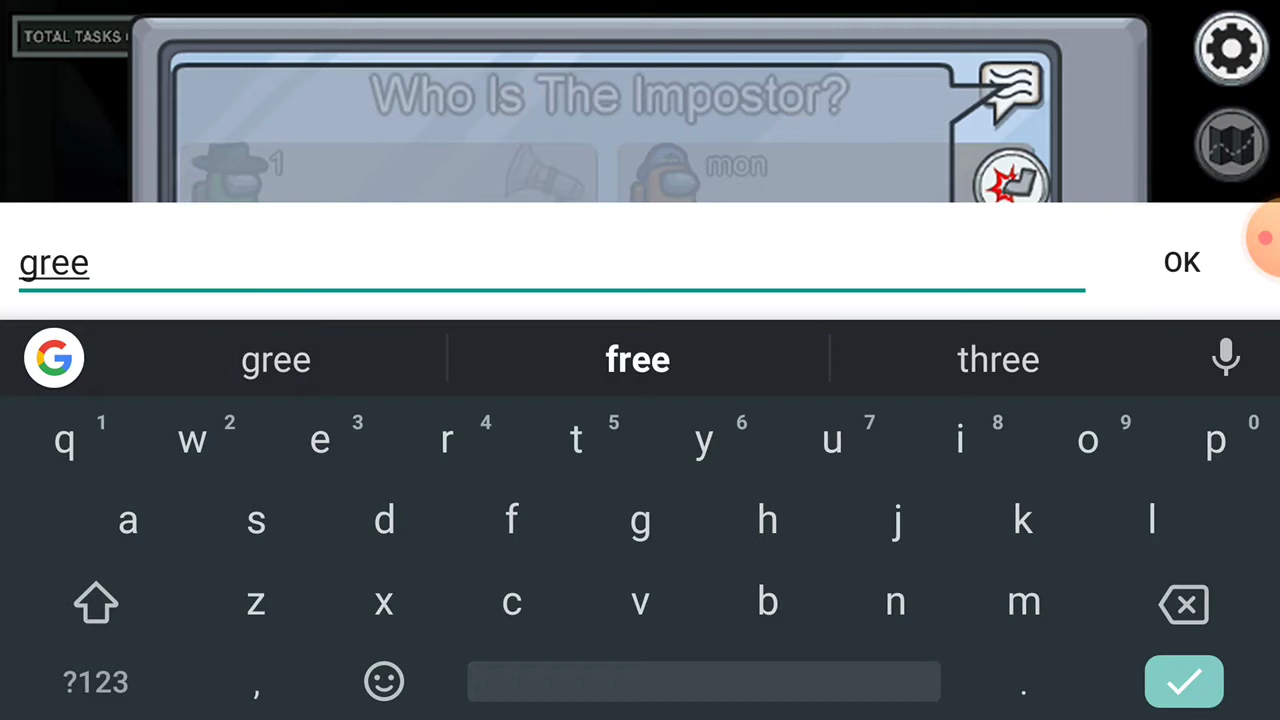 TOTAL TASKS
Who Is The Impostor?
1
mon
gree
OK
gree free three
q 1 w 2 e 3 r 4 t 5 y 6 u 7 i 8 o 9 p 0
a s d f g h j k l
z x c v b n m
?123 , .